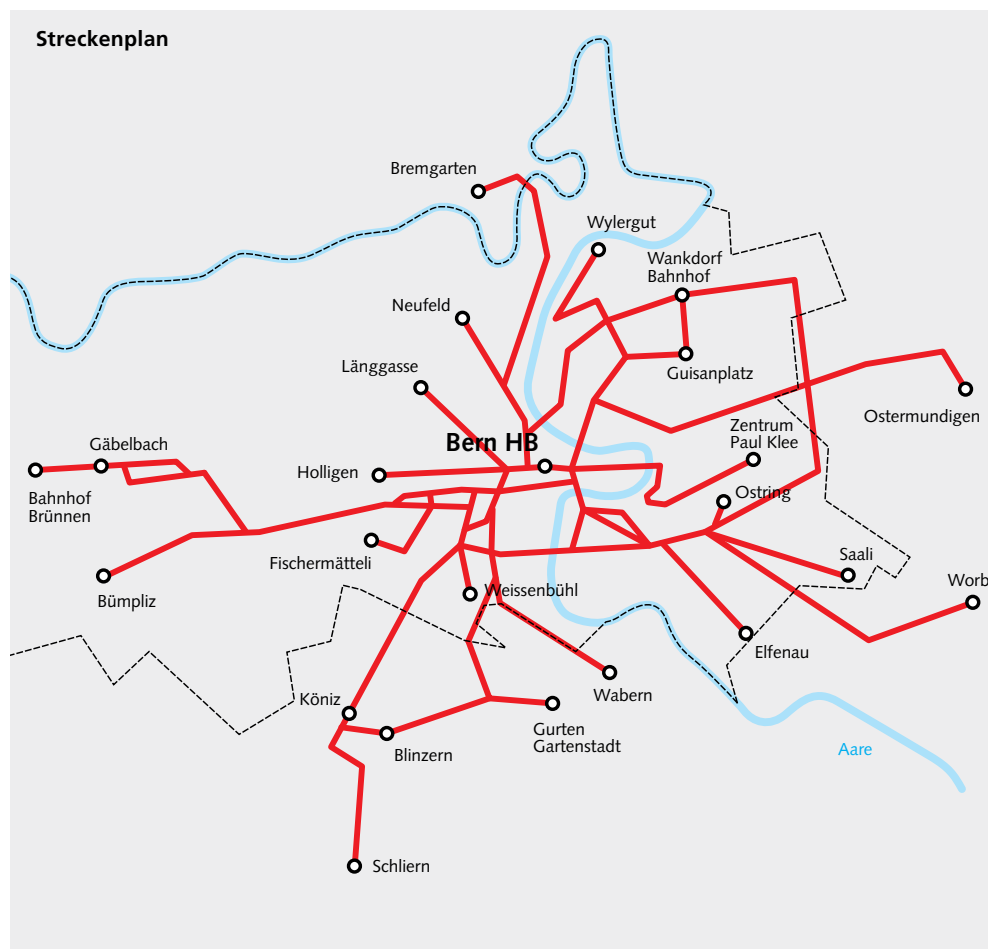 Streckenplan
Bremgarten
Wylergut
Wankdorf
Bahnhof
Neufeld
Länggasse
Guisanplatz
Ostermundigen
Zentrum
Paul Klee
Bern HB
Gäbelbach
Holligen
Bahnhof
Brünnen
Ostring
Fischermätteli
Saali
Bümpliz
Weissenbühl
Worb
Elfenau
Köniz
Wabern
Gurten
Gartenstadt
Blinzern
Aare
Schliern